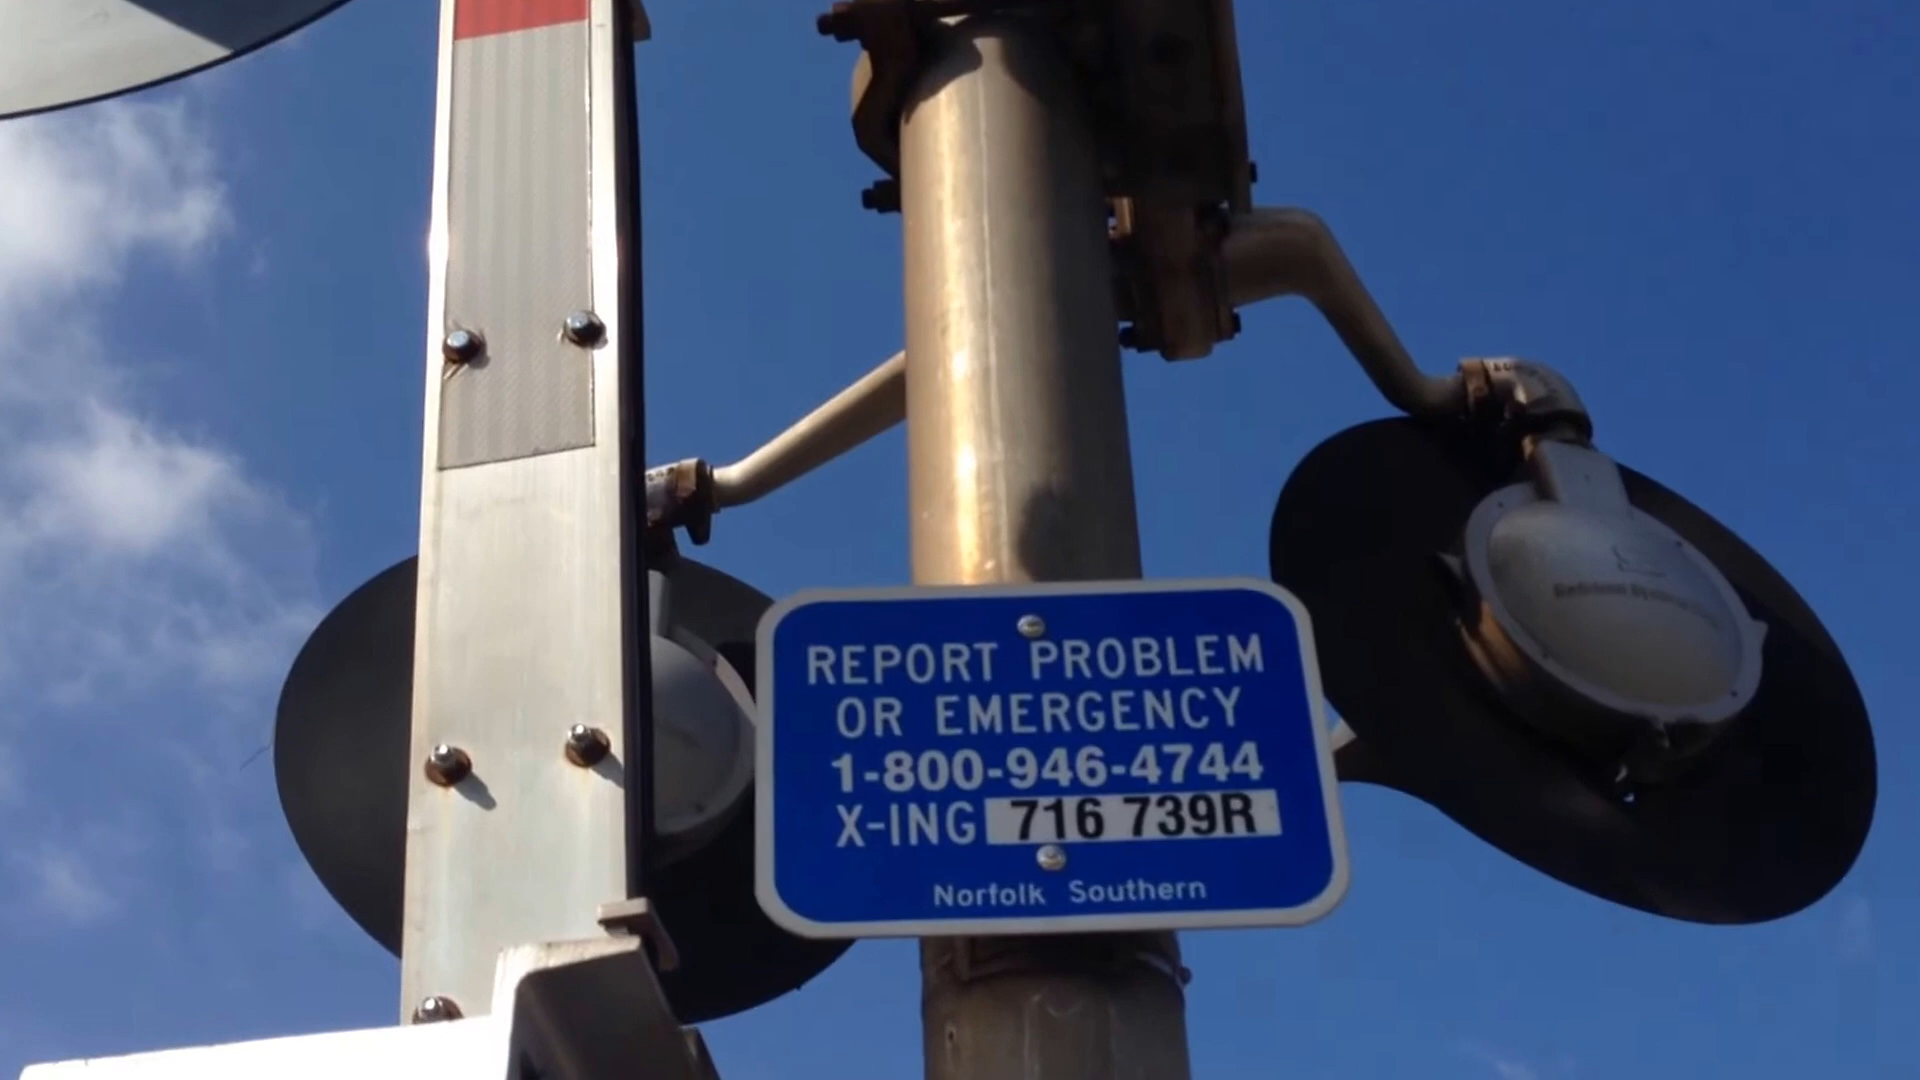 REPORT PROBLEM
OR EMERGENCY
1-800-946-4744
X-ING 716 739R
Norfolk Southern